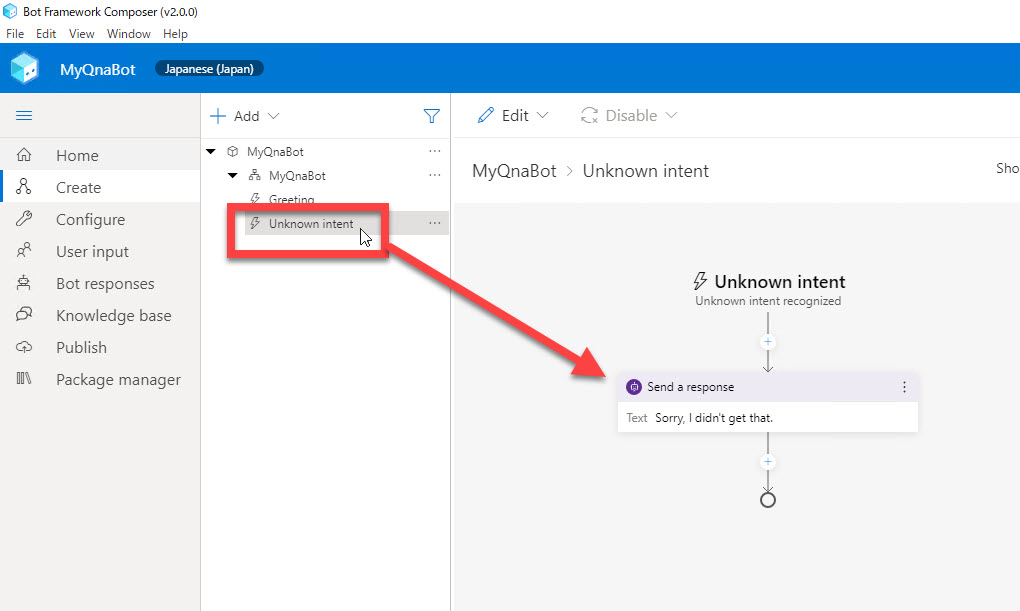 Bot Framework Composer (v2.0.0)
File Edit View Window Help
MyQnaBot Japanese (Japan)
Add
Edit Disable
Home
Create
Configure
User input
Bot responses
Knowledge base
Publish
Package manager
MyQnaBot
MyQnaBot
Greeting
Unknown intent
MyQnaBot > Unknown intent
Sho
Unknown intent
Unknown intent recognized
Send a response
Text Sorry, I didn't get that.